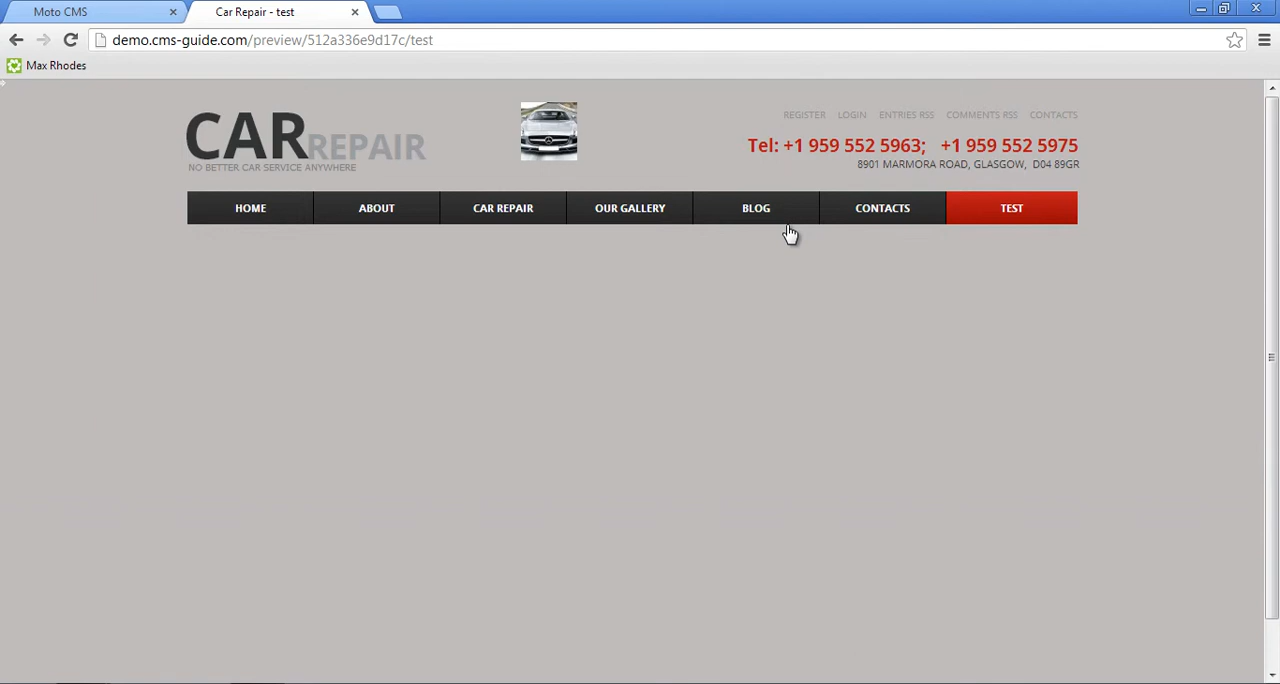 Moto CMS
Car Repair - test
demo.cms-guide.com/preview/512a336e9d17c/test
Max Rhodes
CAR REPAIR
NO BETTER CAR SERVICE ANYWHERE
REGISTER LOGIN ENTRIES RSS COMMENTS RSS CONTACTS
Tel: +1 959 552 5963; +1 959 552 5975
8901 MARMORA ROAD, GLASGOW, D04 89GR
HOME ABOUT CAR REPAIR OUR GALLERY BLOG CONTACTS TEST